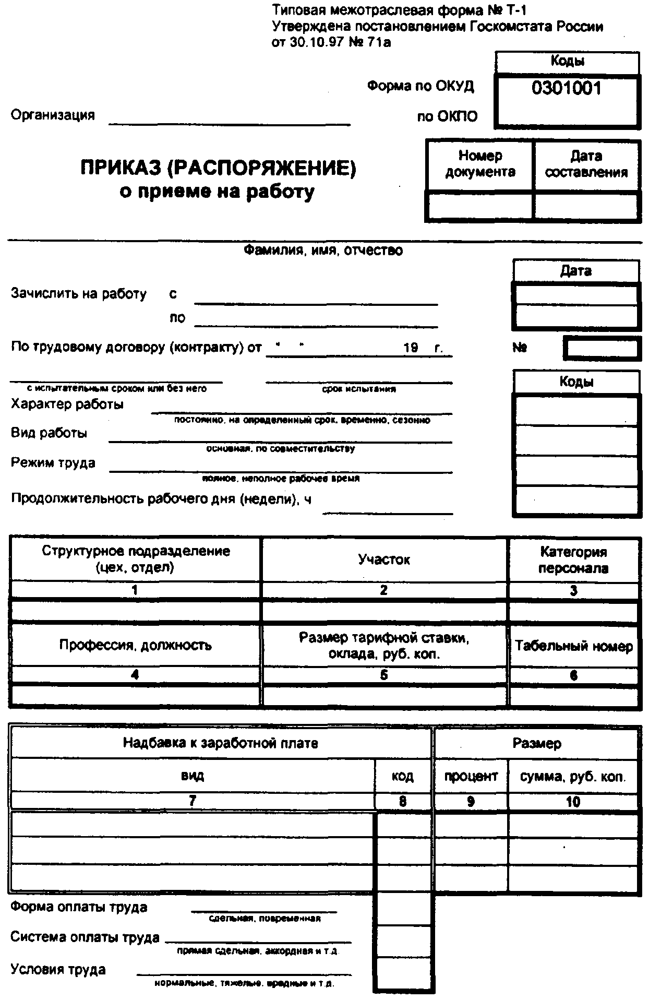 Типовая межотраслевая форма № Т-1
Утверждена постановлением Госкомстата России
от 30.10.97 № 71а
Коды
Форма по ОКУД 0301001
Организация по ОКПО
Номер документа Дата составления
ПРИКАЗ (РАСПОРЯЖЕНИЕ)
о приеме на работу
Фамилия, имя, отчество
Дата
Зачислить на работу с
по
По трудовому договору (контракту) от " " 19 г. №
с испытательным сроком или без него срок испытания
Коды
Характер работы
постоянно, на определенный срок, временно, сезонно
Вид работы
основная, по совместительству
Режим труда
полное, неполное рабочее время
Продолжительность рабочего дня (недели), ч
Структурное подразделение (цех, отдел) Участок Категория персонала
1 2 3
Профессия, должность Размер тарифной ставки, оклада, руб. коп. Табельный номер
4 5 6
Надбавка к заработной плате Размер
вид код процент сумма, руб. коп.
7 8 9 10
Форма оплаты труда
сдельная, повременная
Система оплаты труда
прямая сдельная, аккордная и т.д
Условия труда
нормальные, тяжелые, вредные и т.д.